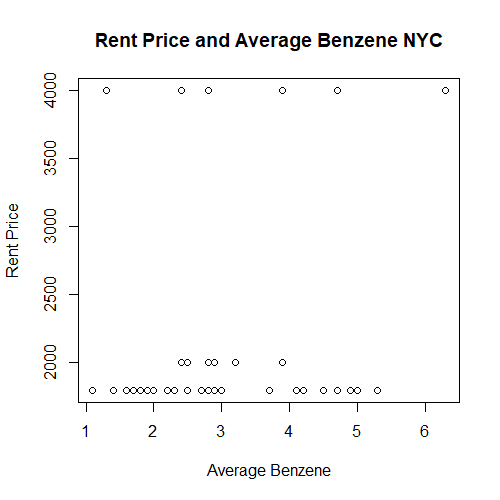 Rent Price and Average Benzene NYC
Rent Price
4000
3500
3000
2500
2000
1 2 3 4 5 6
Average Benzene